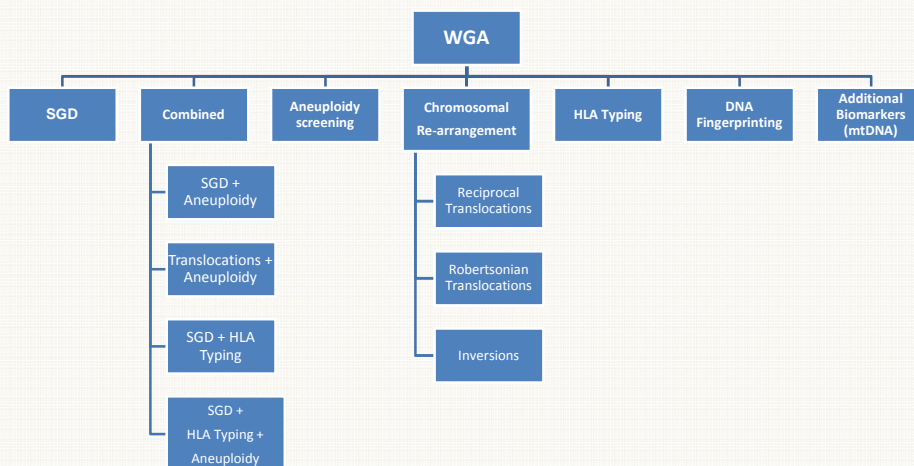 WGA
SGD
Combined
Aneuploidy
screening
Chromosomal
Re-arrangement
HLA Typing
DNA
Fingerprinting
Additional
Biomarkers
(mtDNA)
SGD +
Aneuploidy
Translocations +
Aneuploidy
SGD + HLA
Typing
SGD +
HLA Typing +
Aneuploidy
Reciprocal
Translocations
Robertsonian
Translocations
Inversions